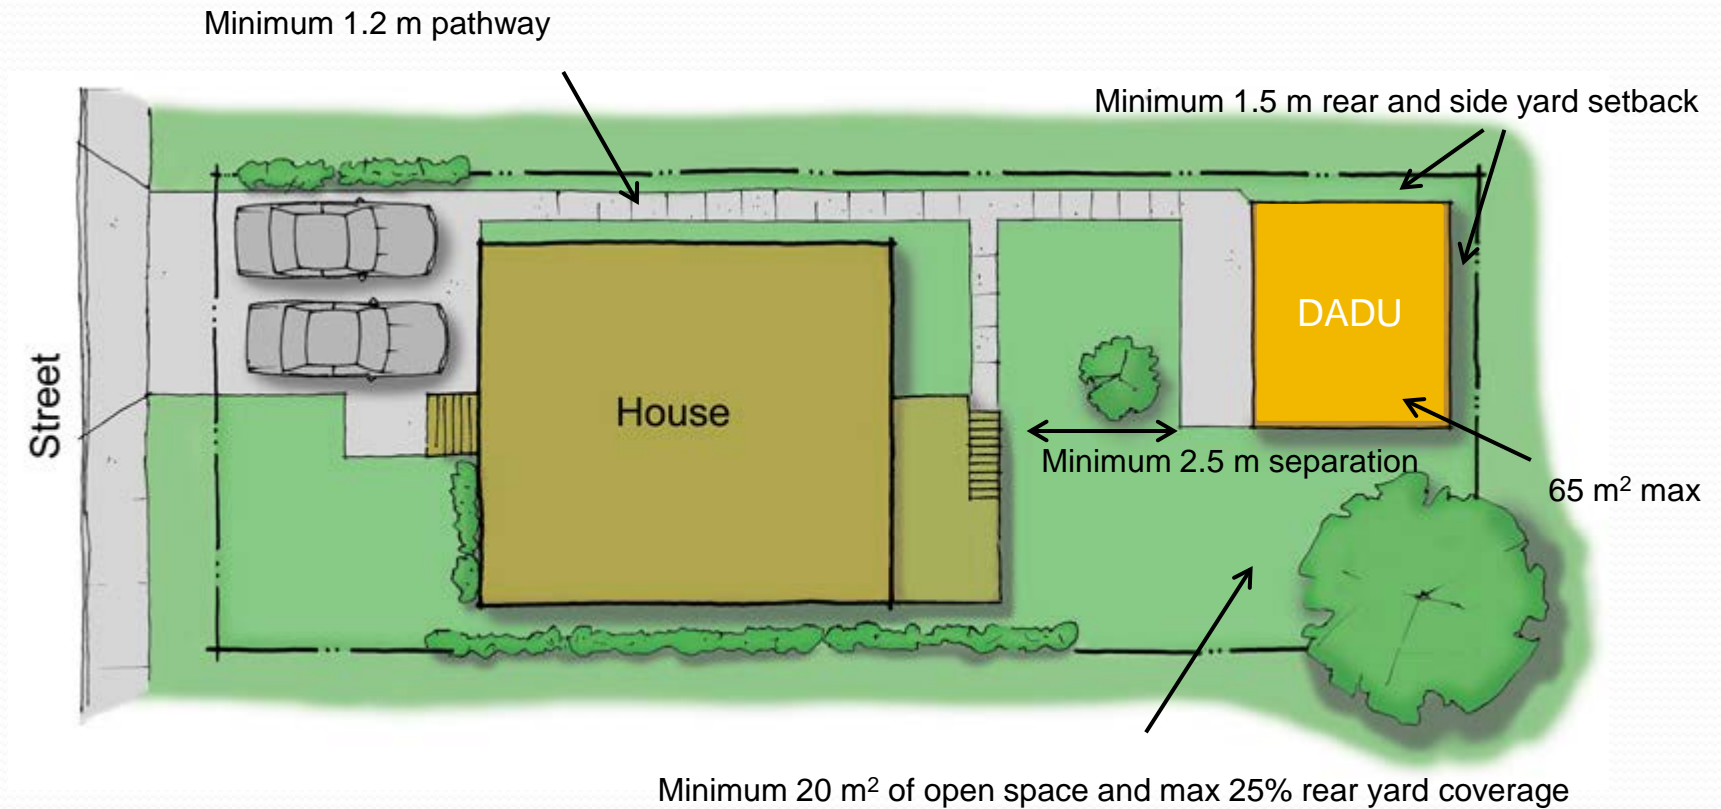 Minimum 1.2 m pathway
Minimum 1.5 m rear and side yard setback
DADU
Street
House
Minimum 2.5 m separation
65 m² max
Minimum 20 m² of open space and max 25% rear yard coverage